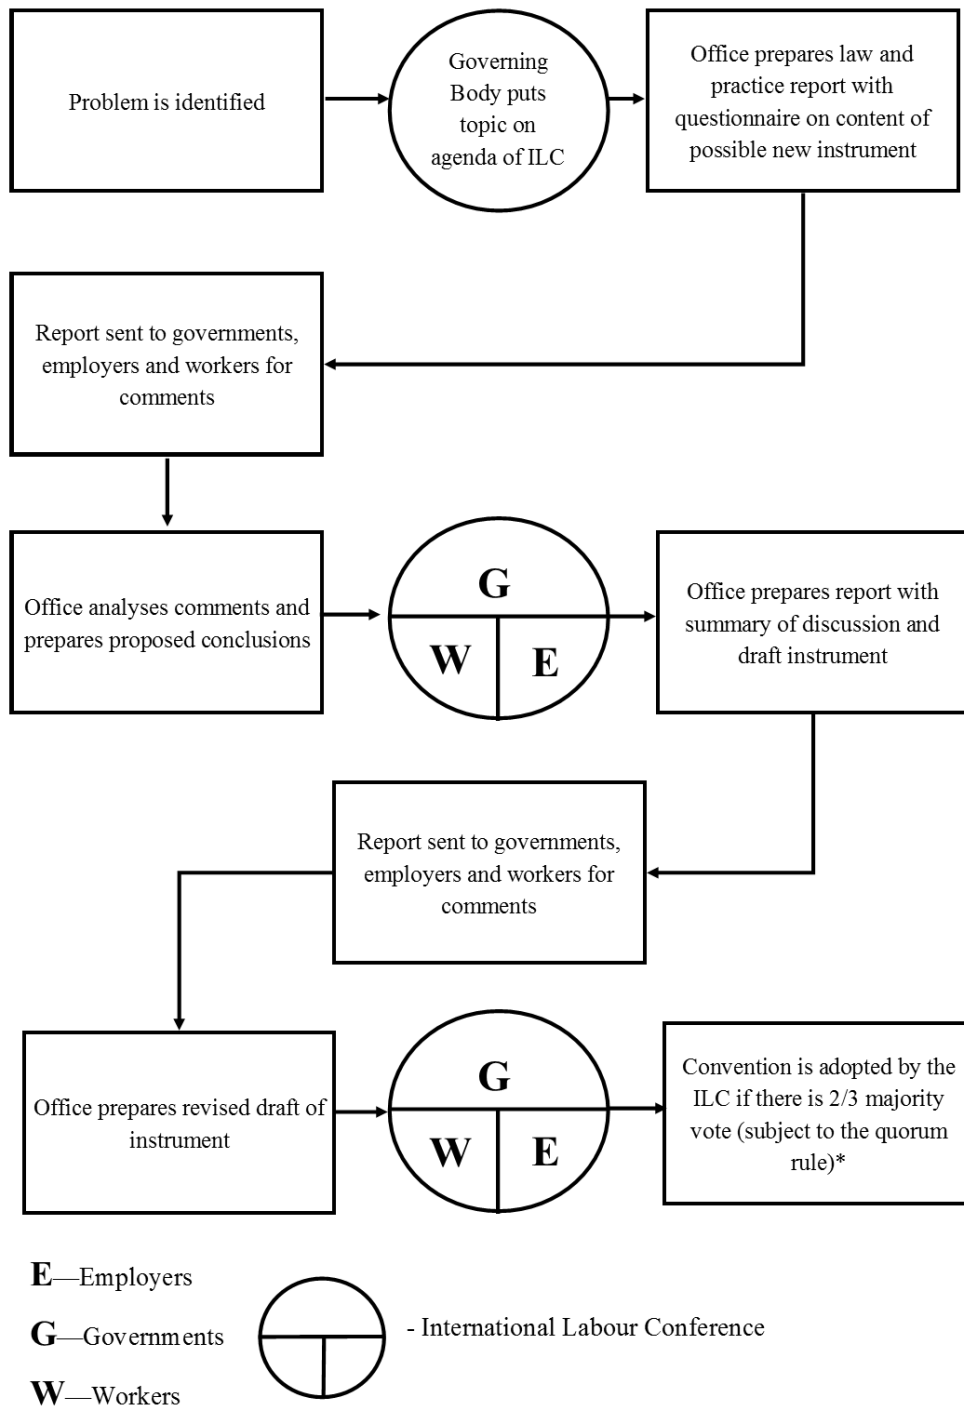 Problem is identified
Governing
Body puts
topic on
agenda of ILC
Office prepares law and
practice report with
questionnaire on content of
possible new instrument
Report sent to governments,
employers and workers for
comments
Office analyses comments and
prepares proposed conclusions
G
W
E
Office prepares report with
summary of discussion and
draft instrument
Report sent to governments,
employers and workers for
comments
Office prepares revised draft of
instrument
G
W
E
Convention is adopted by the
ILC if there is 2/3 majority
vote (subject to the quorum
rule)*
E—Employers
G—Governments
W—Workers
- International Labour Conference